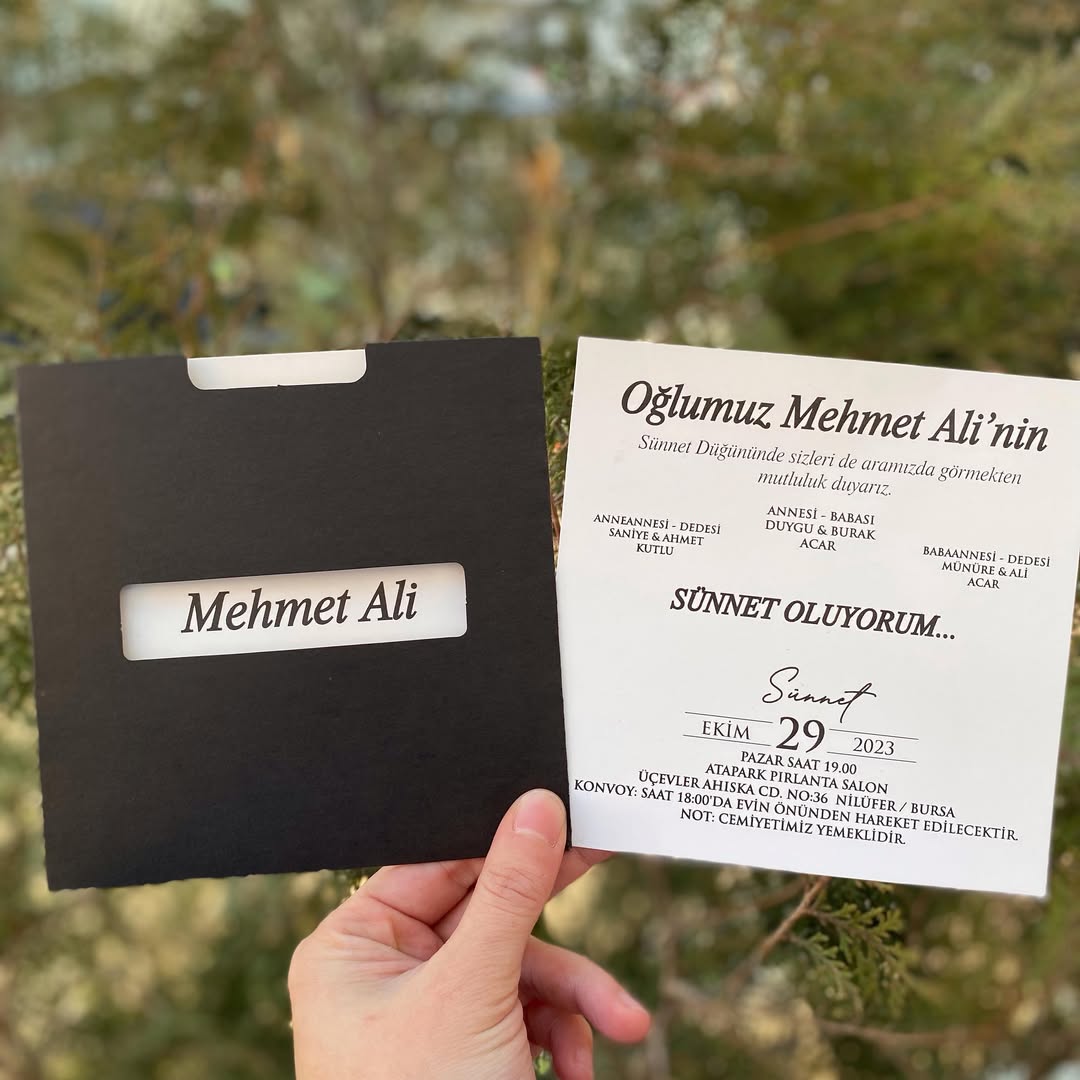 Mehmet Ali
Oğlumuz Mehmet Ali'nin
Sünnet Düğününde sizleri de aramızda görmekten
mutluluk duyarız.
ANNEANNESİ - DEDESİ
SANİYE & AHMET
KUTLU
ANNESİ - BABASI
DUYGU & BURAK
ACAR
BABAANNESİ - DEDESİ
MÜNÜRE & ALİ
ACAR
SÜNNET OLUYORUM...
Sünnet
EKİM 29 2023
PAZAR SAAT 19.00
ATAPARK PIRLANTA SALON
ÜÇEVLER AHISKA CD. NO:36 NİLÜFER / BURSA
KONVOY: SAAT 18:00'DA EVİN ÖNÜNDEN HAREKET EDİLECEKTİR.
NOT: CEMİYETİMİZ YEMEKLİDİR.